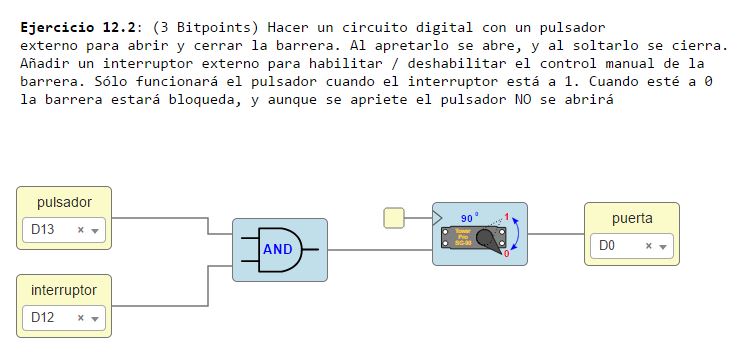 Ejercicio 12.2: (3 Bitpoints) Hacer un circuito digital con un pulsador
externo para abrir y cerrar la barrera. Al apretarlo se abre, y al soltarlo se cierra.
Añadir un interruptor externo para habilitar / deshabilitar el control manual de la
barrera. Sólo funcionará el pulsador cuando el interruptor está a 1. Cuando esté a 0
la barrera estará bloqueda, y aunque se apriete el pulsador NO se abrirá
pulsador
D13 ×
interruptor
D12 ×
AND
90° 1
Tower
Pro
SG-90
0
puerta
D0 ×